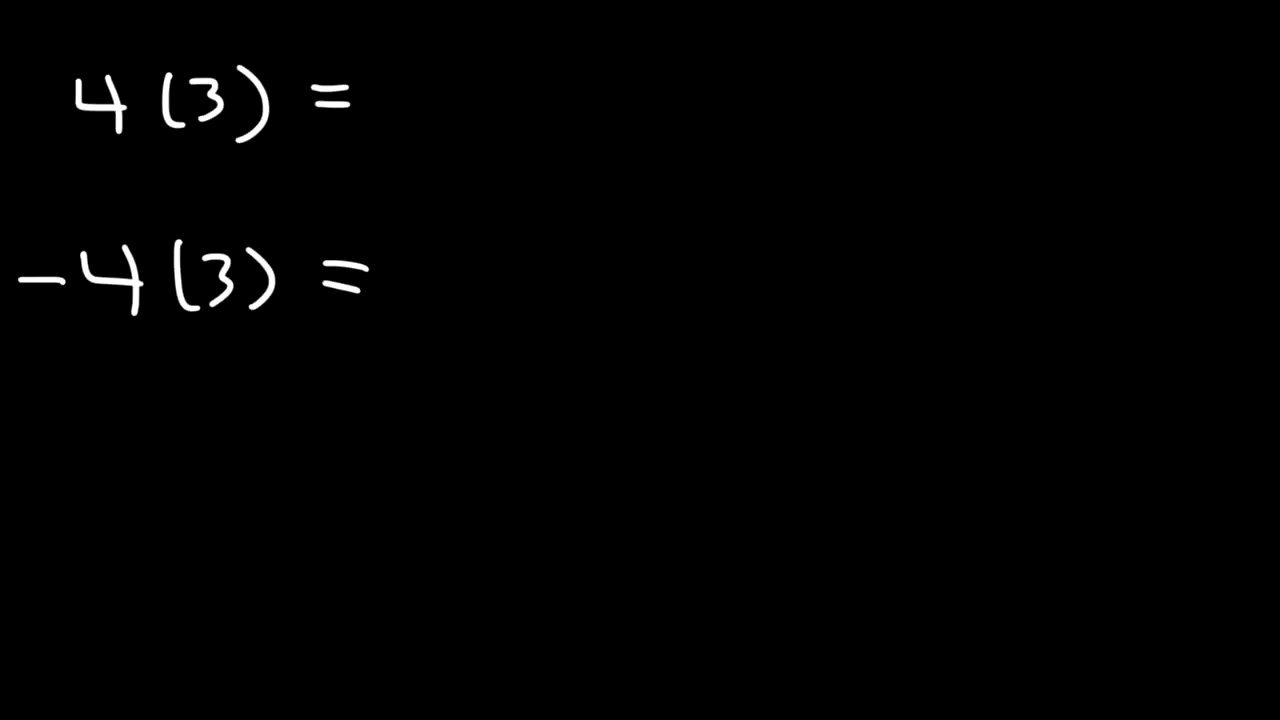 4(3) =
-4(3) =